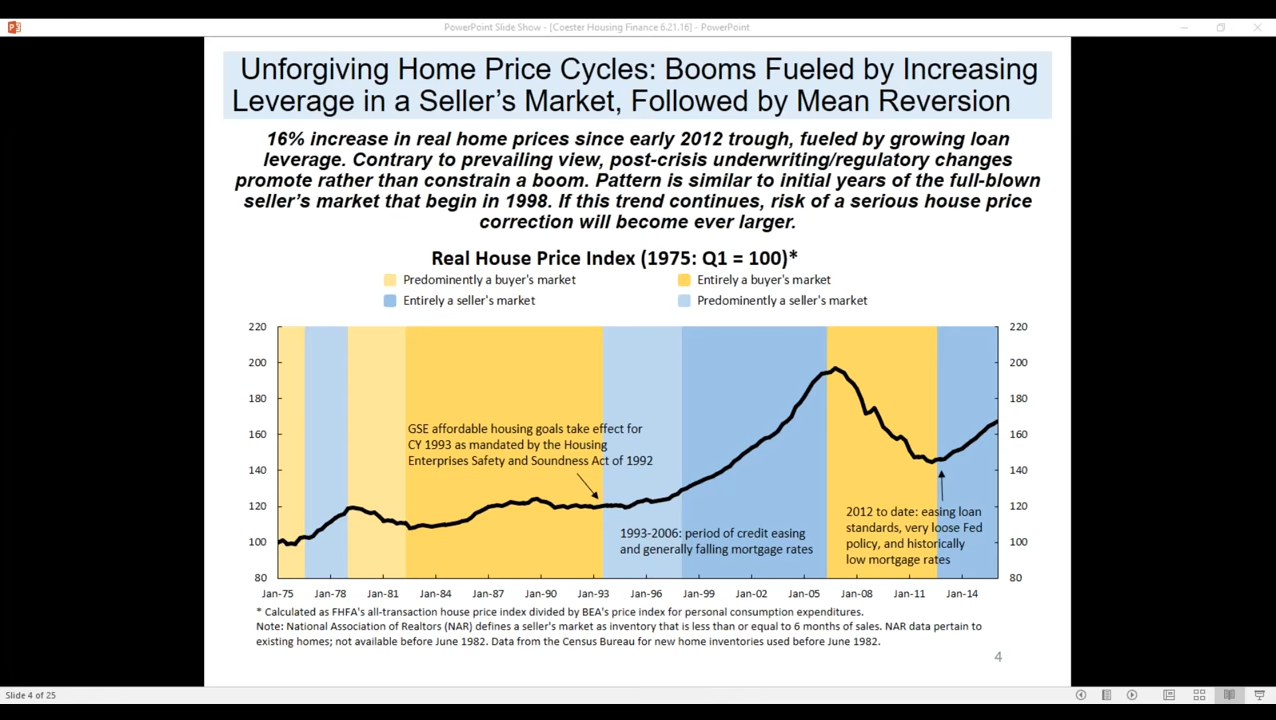 PowerPoint Slide Show - [Coester Housing Finance 6.21.16] - PowerPoint
Unforgiving Home Price Cycles: Booms Fueled by Increasing
Leverage in a Seller's Market, Followed by Mean Reversion
16% increase in real home prices since early 2012 trough, fueled by growing loan
leverage. Contrary to prevailing view, post-crisis underwriting/regulatory changes
promote rather than constrain a boom. Pattern is similar to initial years of the full-blown
seller's market that begin in 1998. If this trend continues, risk of a serious house price
correction will become ever larger.
Real House Price Index (1975: Q1 = 100)*
Predominently a buyer's market
Entirely a buyer's market
Entirely a seller's market
Predominently a seller's market
220
200
180
160
140
120
100
80
220
200
180
160
140
120
100
80
GSE affordable housing goals take effect for
CY 1993 as mandated by the Housing
Enterprises Safety and Soundness Act of 1992
1993-2006: period of credit easing
and generally falling mortgage rates
2012 to date: easing loan
standards, very loose Fed
policy, and historically
low mortgage rates
Jan-75 Jan-78 Jan-81 Jan-84 Jan-87 Jan-90 Jan-93 Jan-96 Jan-99 Jan-02 Jan-05 Jan-08 Jan-11 Jan-14
* Calculated as FHFA's all-transaction house price index divided by BEA's price index for personal consumption expenditures.
Note: National Association of Realtors (NAR) defines a seller's market as inventory that is less than or equal to 6 months of sales. NAR data pertain to
existing homes; not available before June 1982. Data from the Census Bureau for new home inventories used before June 1982.
4
Slide 4 of 25